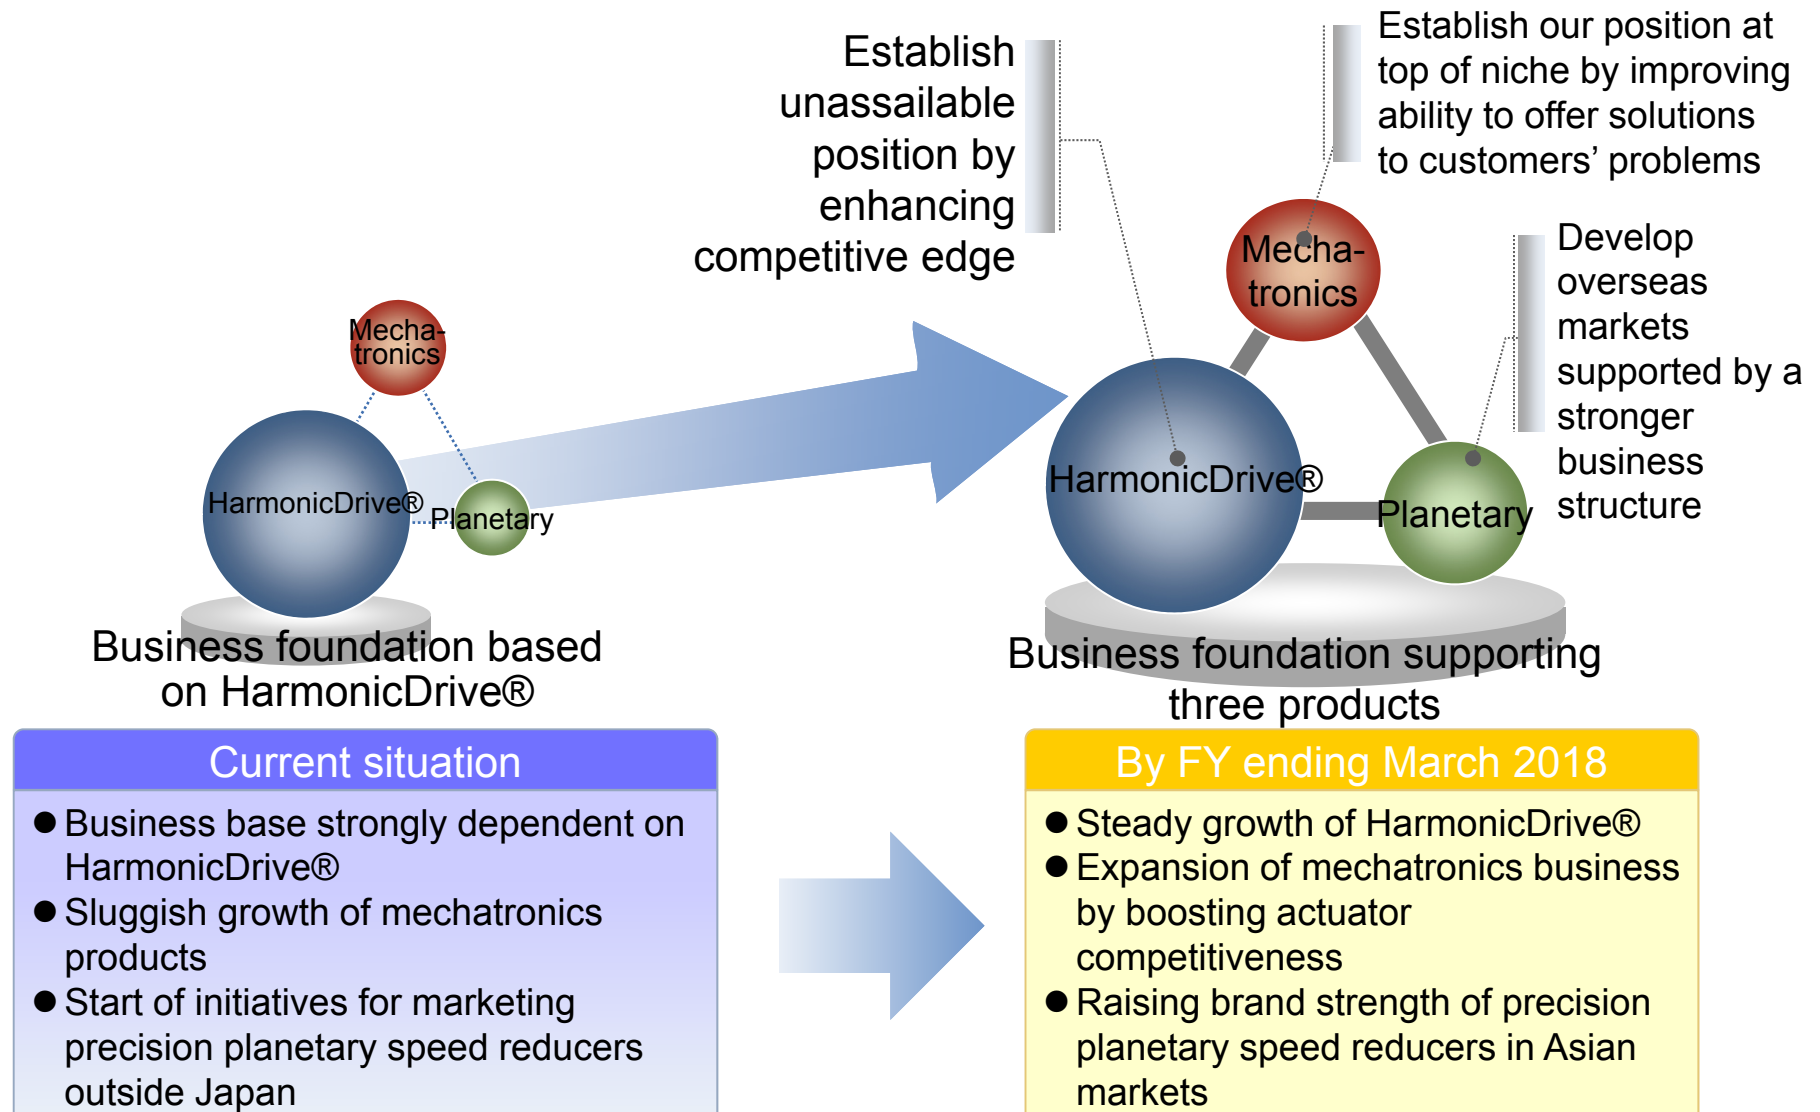 Establish
unassailable
position by
enhancing
competitive edge
Establish our position at
top of niche by improving
ability to offer solutions
to customers’ problems
Develop
overseas
markets
supported by a
stronger
business
structure
Mecha-
tronics
HarmonicDrive®
Planetary
Mecha-
tronics
HarmonicDrive®
Planetary
Business foundation based
on HarmonicDrive®
Business foundation supporting
three products
Current situation
● Business base strongly dependent on
HarmonicDrive®
● Sluggish growth of mechatronics
products
● Start of initiatives for marketing
precision planetary speed reducers
outside Japan
By FY ending March 2018
● Steady growth of HarmonicDrive®
● Expansion of mechatronics business
by boosting actuator
competitiveness
● Raising brand strength of precision
planetary speed reducers in Asian
markets